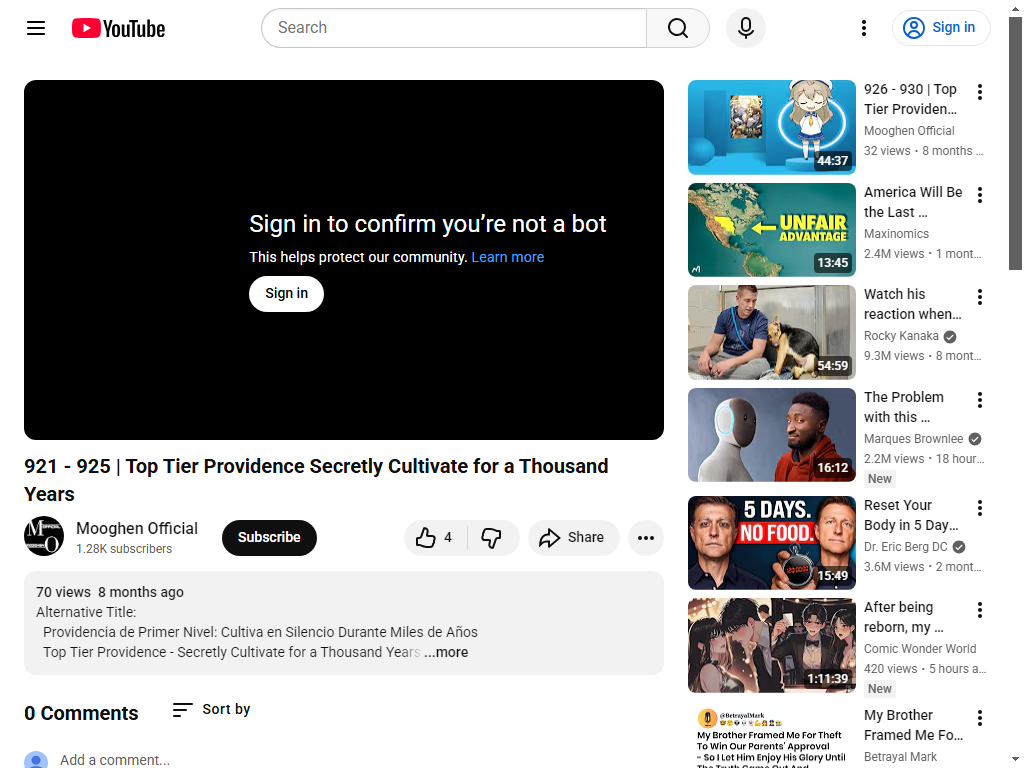 YouTube
Search
Sign in
Sign in to confirm you’re not a bot
This helps protect our community. Learn more
Sign in
921 - 925 | Top Tier Providence Secretly Cultivate for a Thousand
Years
Mooghen Official
1.28K subscribers
Subscribe
4
Share
70 views 8 months ago
Alternative Title:
Providencia de Primer Nivel: Cultiva en Silencio Durante Miles de Años
Top Tier Providence - Secretly Cultivate for a Thousand Years ...more
0 Comments
Sort by
Add a comment...
44:37
926 - 930 | Top
Tier Providen...
Mooghen Official
32 views • 8 months ...
UNFAIR
ADVANTAGE
13:45
America Will Be
the Last ...
Maxinomics
2.4M views • 1 mont...
54:59
Watch his
reaction when...
Rocky Kanaka
9.3M views • 8 mont...
16:12
The Problem
with this ...
Marques Brownlee
2.2M views • 18 hour...
New
5 DAYS.
NO FOOD.
15:49
Reset Your
Body in 5 Day...
Dr. Eric Berg DC
3.6M views • 2 mont...
1:11:39
After being
reborn, my ...
Comic Wonder World
420 views • 5 hours a...
New
@BetrayalMark
My Brother Framed Me For Theft
To Win Our Parents' Approval
- So I Let Him Enjoy His Glory Until
My Brother
Framed Me Fo...
Betrayal Mark